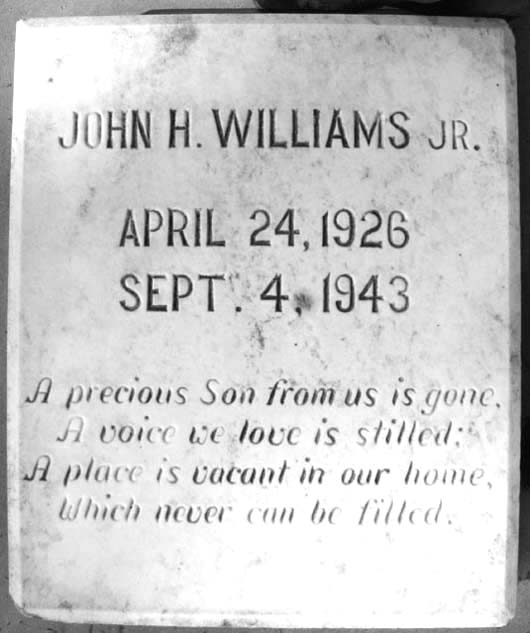 JOHN H. WILLIAMS JR.
APRIL 24, 1926
SEPT. 4, 1943
A precious Son from us is gone,
A voice we love is stilled;
A place is vacant in our home,
Which never can be filled.